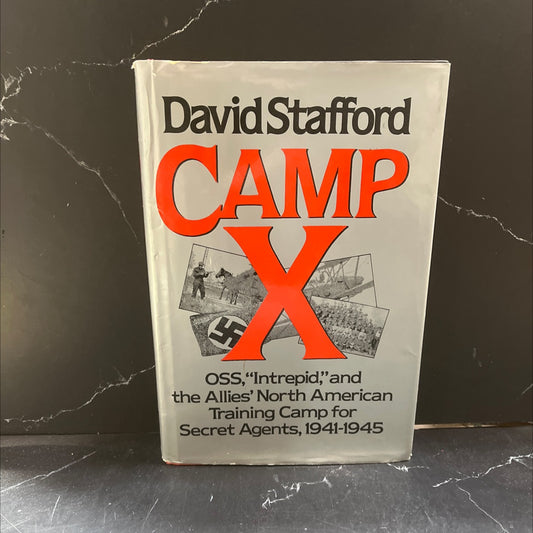 David Stafford
CAMP
X
OSS, “Intrepid,” and
the Allies’ North American
Training Camp for
Secret Agents, 1941-1945